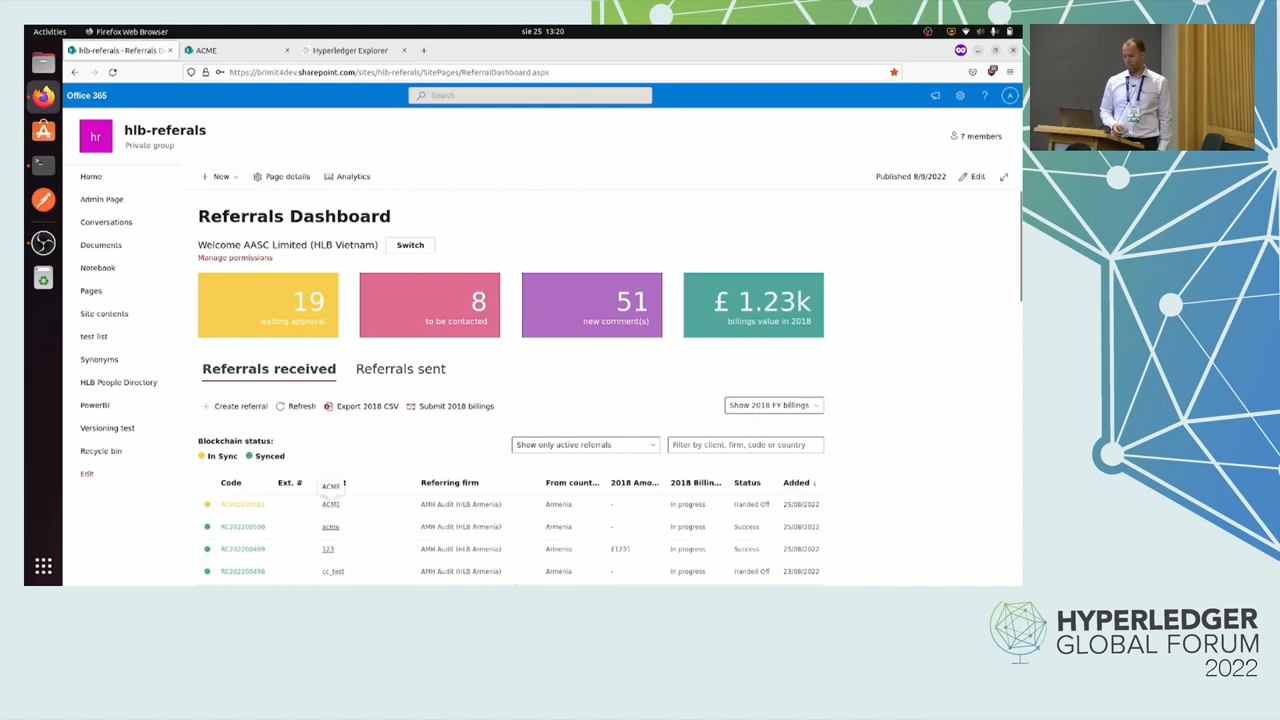 Activities Firefox Web Browser sie 25 13:20
hlb-referrals - Referrals D ACME Hyperledger Explorer
https://brimit4dev.sharepoint.com/sites/hlb-referrals/SitePages/ReferralDashboard.aspx
Office 365 Search A
hr hlb-referrals
Private group
7 members
Home
Admin Page
Conversations
Documents
Notebook
Pages
Site contents
test list
Synonyms
HLB People Directory
PowerBI
Versioning test
Recycle bin
Edit
New Page details Analytics Published 8/9/2022 Edit
Referrals Dashboard
Welcome AASC Limited (HLB Vietnam) Switch
Manage permissions
19
waiting approval
8
to be contacted
51
new comment(s)
£ 1.23k
billings value in 2018
Referrals received Referrals sent
Create referral Refresh Export 2018 CSV Submit 2018 billings Show 2018 FY billings
Blockchain status:
In Sync Synced
Show only active referrals Filter by client, firm, code or country
ACME
Code Ext. # t Referring firm From count... 2018 Amo... 2018 Billin... Status Added ↓
ACME AMH Audit (HLB Armenia) Armenia - In progress Handed Off 25/08/2022
RC202200500 acme AMH Audit (HLB Armenia) Armenia - In progress Success 25/08/2022
RC202200499 123 AMH Audit (HLB Armenia) Armenia £1231 In progress Success 25/08/2022
RC202200498 cc_test AMH Audit (HLB Armenia) Armenia - In progress Handed Off 23/08/2022
HYPERLEDGER
GLOBAL FORUM
2022